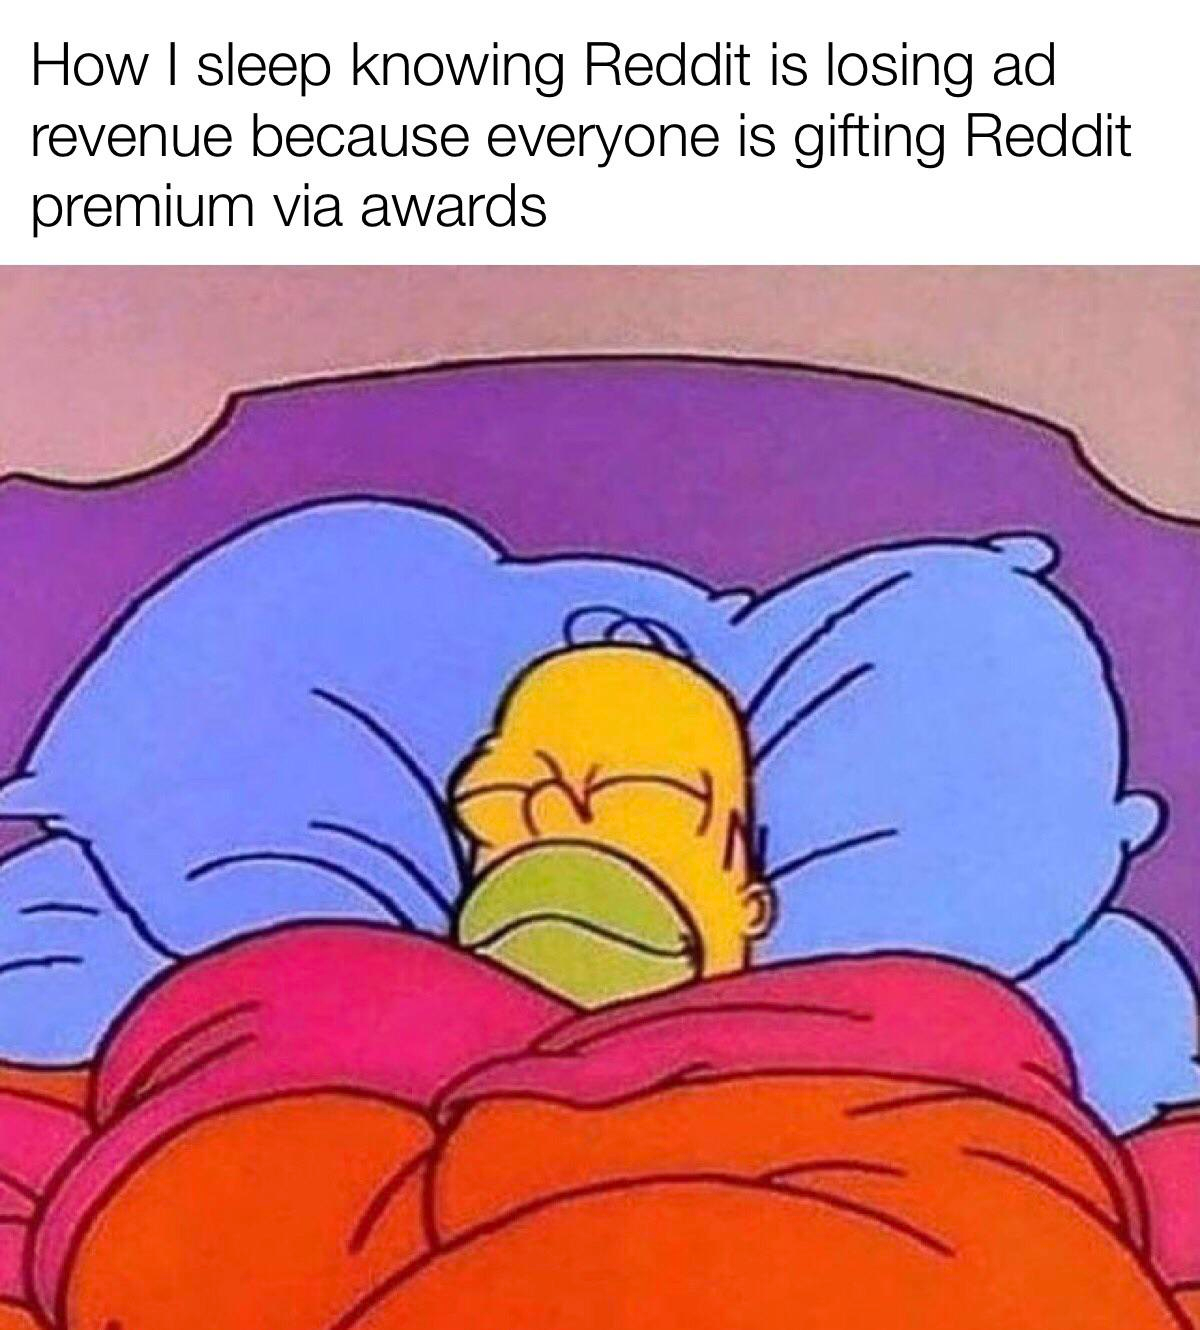 How I sleep knowing Reddit is losing ad
revenue because everyone is gifting Reddit
premium via awards